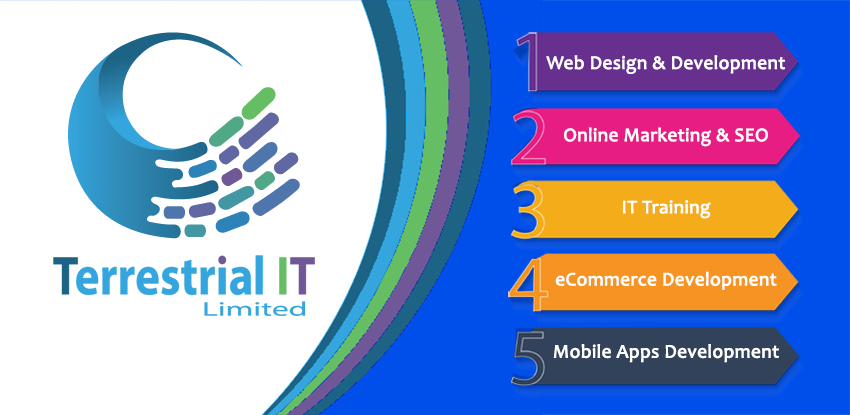 Terrestrial IT
Limited
1 Web Design & Development
2 Online Marketing & SEO
3 IT Training
4 eCommerce Development
5 Mobile Apps Development